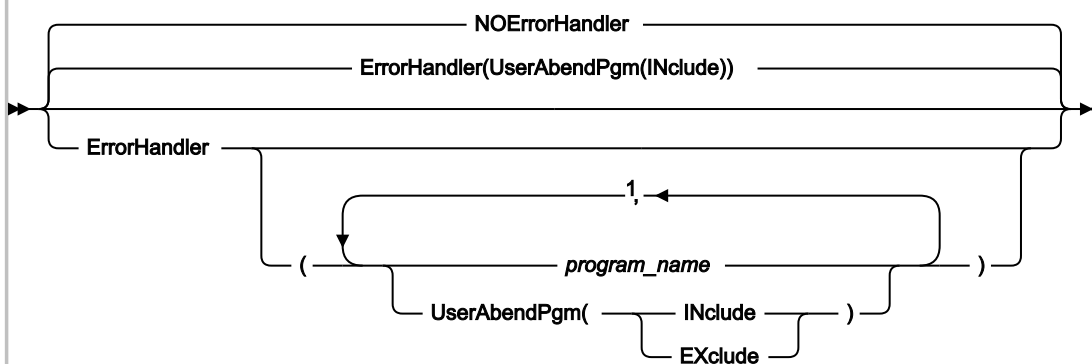 NOErrorHandler
ErrorHandler(UserAbendPgm(INclude))
ErrorHandler
1,
( program_name )
UserAbendPgm( INclude )
EXclude